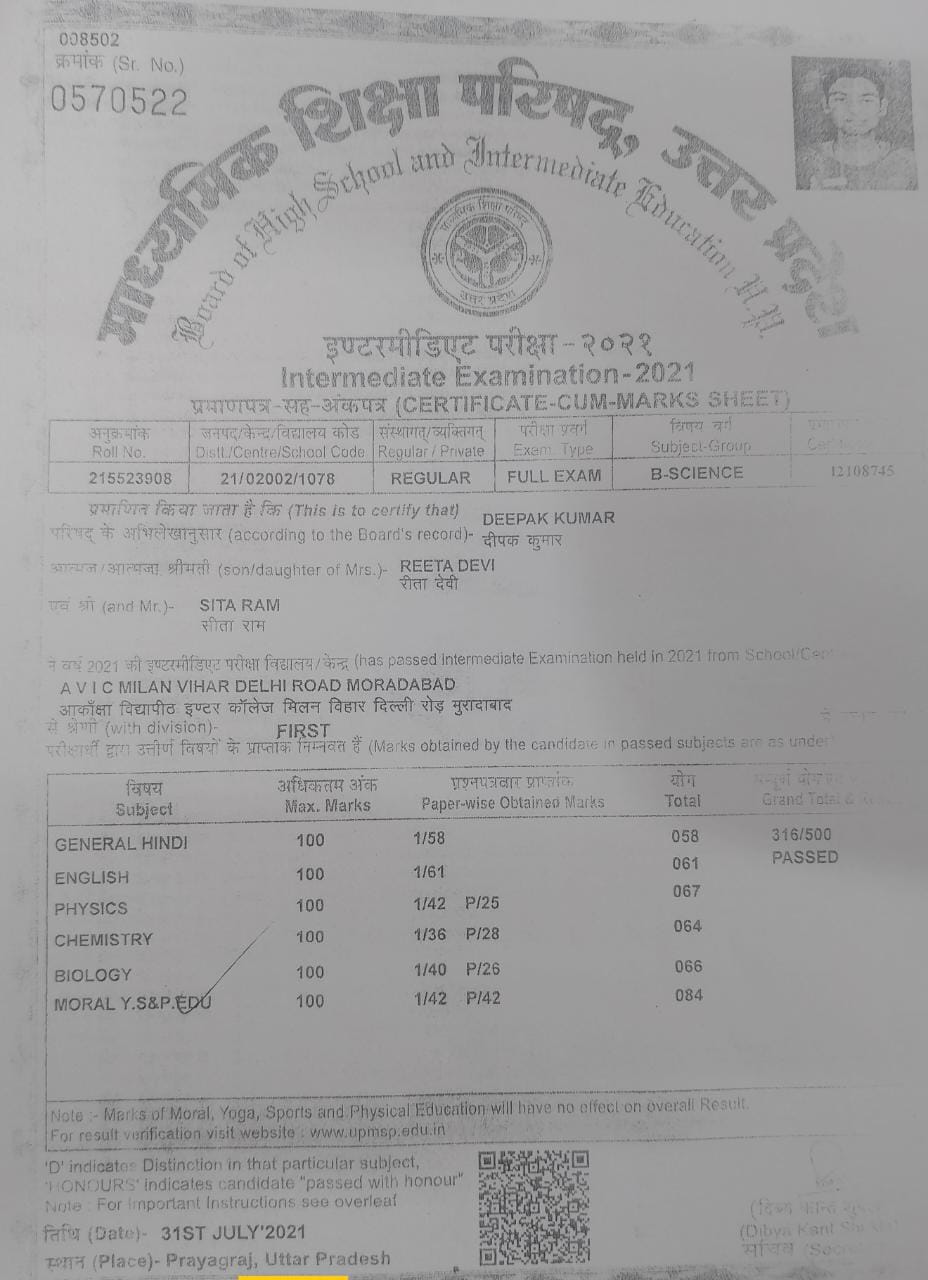 008502
क्रमांक (Sr. No.)
0570522
माध्यमिक शिक्षा परिषद्, उत्तर प्रदेश
Board of High School and Intermediate Education U.P.
माध्यमिक शिक्षा परिषद्
उत्तर प्रदेश
इण्टरमीडिएट परीक्षा - २०२१
Intermediate Examination-2021
प्रमाणपत्र-सह-अंकपत्र (CERTIFICATE-CUM-MARKS SHEET)
अनुक्रमांक जनपद/केन्द्र/विद्यालय कोड संस्थागत/व्यक्तिगत परीक्षा प्रवर्ग विषय वर्ग
Roll No. Distt./Centre/School Code Regular / Private Exam. Type Subject-Group
215523908 21/02002/1078 REGULAR FULL EXAM B-SCIENCE 12108745
प्रमाणित किया जाता है कि (This is to certify that) DEEPAK KUMAR
परिषद् के अभिलेखानुसार (according to the Board's record)- दीपक कुमार
आत्मज/आत्मजा श्रीमती (son/daughter of Mrs.)- REETA DEVI
रीता देवी
एवं श्री (and Mr.)- SITA RAM
सीता राम
ने वर्ष 2021 की इण्टरमीडिएट परीक्षा विद्यालय/केन्द्र (has passed Intermediate Examination held in 2021 from School/
A V I C MILAN VIHAR DELHI ROAD MORADABAD
आकाँक्षा विद्यापीठ इण्टर कॉलेज मिलन विहार दिल्ली रोड़ मुरादाबाद
से श्रेणी (with division)- FIRST
परीक्षार्थी द्वारा उत्तीर्ण विषयों के प्राप्तांक निम्नवत हैं (Marks obtained by the candidate in passed subjects are as under
विषय अधिकतम अंक प्रश्नपत्रवार प्राप्तांक योग
Subject Max. Marks Paper-wise Obtained Marks Total Grand Total &
GENERAL HINDI 100 1/58 058 316/500
ENGLISH 100 1/61 061 PASSED
PHYSICS 100 1/42 P/25 067
CHEMISTRY 100 1/36 P/28 064
BIOLOGY 100 1/40 P/26 066
MORAL Y.S&P.EDU 100 1/42 P/42 084
Note :- Marks of Moral, Yoga, Sports and Physical Education will have no effect on overall Result.
For result verification visit website : www.upmsp.edu.in
'D' indicates Distinction in that particular subject,
'HONOURS' indicates candidate "passed with honour"
Note : For Important Instructions see overleaf
तिथि (Date)- 31ST JULY'2021
स्थान (Place)- Prayagraj, Uttar Pradesh
(Dibya Kant
सचिव